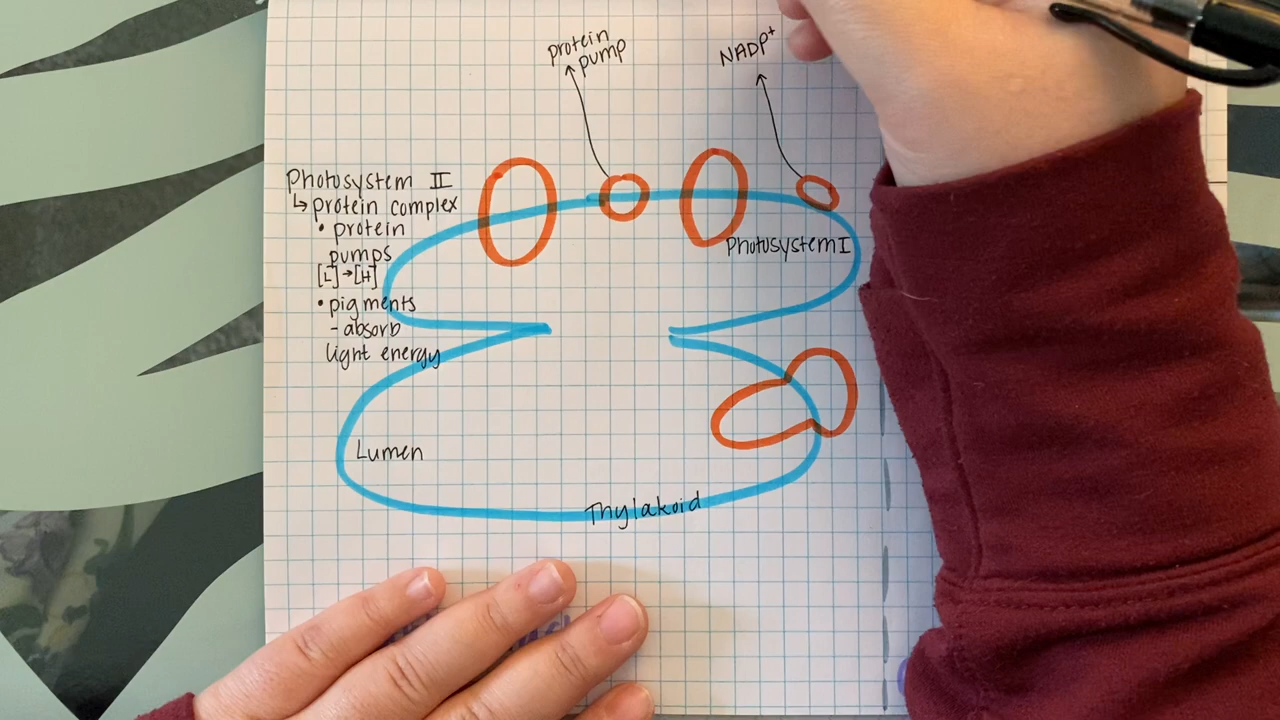 protein
pump
NADP+
Photosystem II
↳ protein complex
• protein
pumps
[L]→[H]
• pigments
- absorb
light energy
Photosystem I
Lumen
Thylakoid